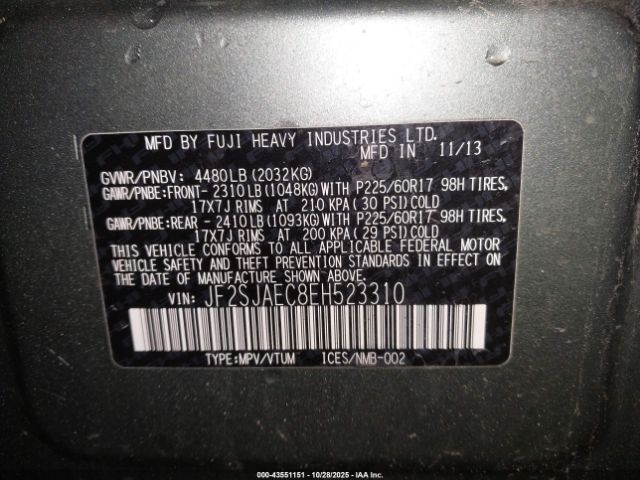 MFD BY FUJI HEAVY INDUSTRIES LTD.
MFD IN 11/13
GVWR/PNBV: 4480LB (2032KG)
GAWR/PNBE:FRONT- 2310LB(1048KG)WITH P225/60R17 98H TIRES,
17X7J RIMS AT 210 KPA( 30 PSI)COLD
GAWR/PNBE:REAR - 2410LB(1093KG)WITH P225/60R17 98H TIRES,
17X7J RIMS AT 200 KPA( 29 PSI)COLD
THIS VEHICLE CONFORMS TO ALL APPLICABLE FEDERAL MOTOR
VEHICLE SAFETY AND THEFT PREVENTION STANDARDS IN EFFECT ON
THE DATE OF MANUFACTURE SHOWN ABOVE.
VIN: JF2SJAEC8EH523310
TYPE:MPV/VTUM ICES/NMB-002
000-43551151 - 10/28/2025 - IAA Inc.